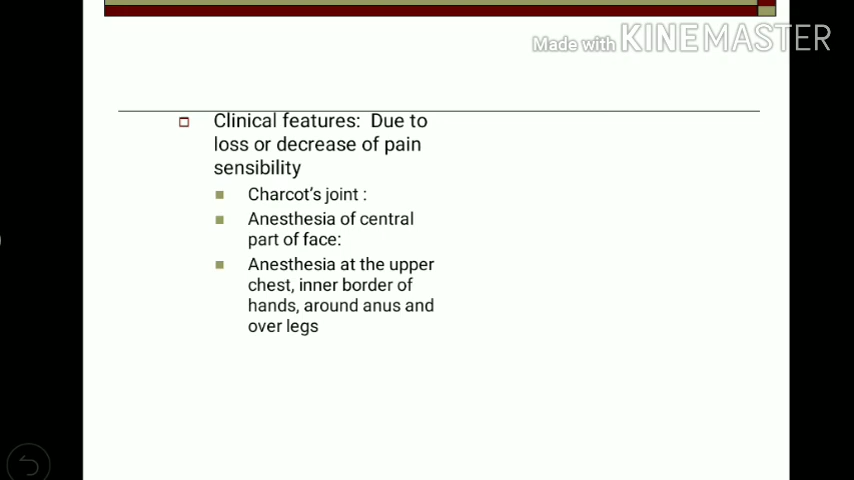 Made with KINEMASTER
Clinical features: Due to
loss or decrease of pain
sensibility
Charcot's joint :
Anesthesia of central
part of face:
Anesthesia at the upper
chest, inner border of
hands, around anus and
over legs